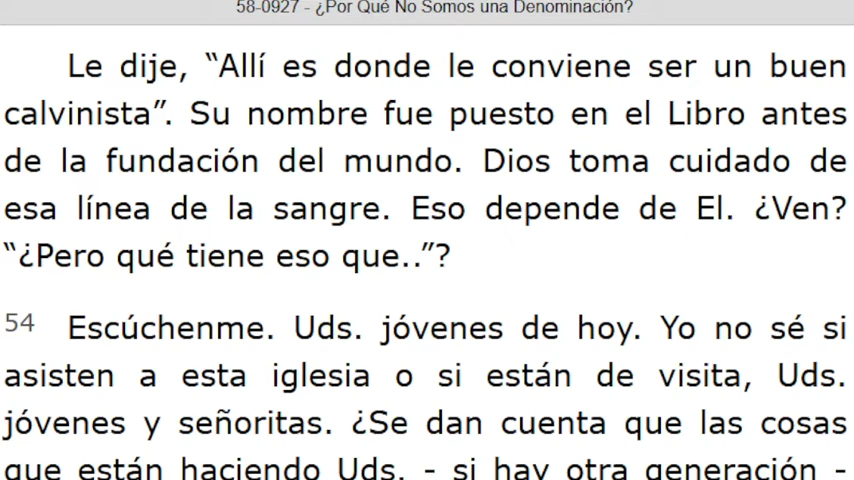 58-0927 - ¿Por Qué No Somos una Denominación?
Le dije, “Allí es donde le conviene ser un buen
calvinista”. Su nombre fue puesto en el Libro antes
de la fundación del mundo. Dios toma cuidado de
esa línea de la sangre. Eso depende de El. ¿Ven?
“¿Pero qué tiene eso que..”?
54 Escúchenme. Uds. jóvenes de hoy. Yo no sé si
asisten a esta iglesia o si están de visita, Uds.
jóvenes y señoritas. ¿Se dan cuenta que las cosas
que están haciendo Uds. - si hay otra generación -